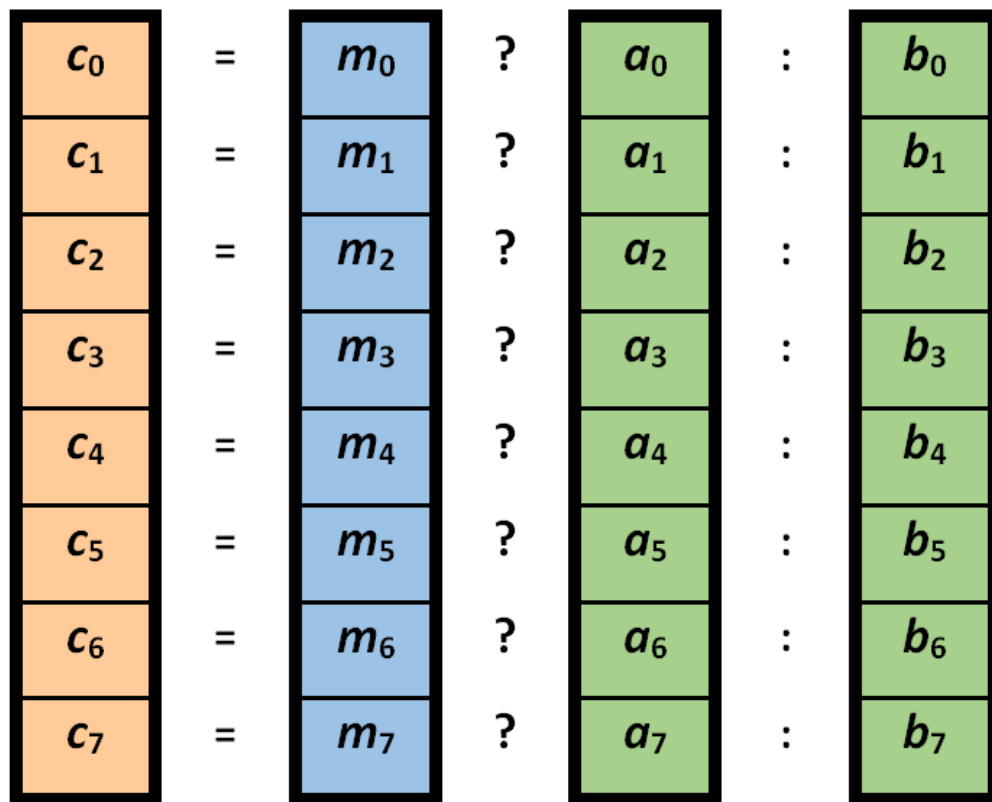 c0 = m0 ? a0 : b0
c1 = m1 ? a1 : b1
c2 = m2 ? a2 : b2
c3 = m3 ? a3 : b3
c4 = m4 ? a4 : b4
c5 = m5 ? a5 : b5
c6 = m6 ? a6 : b6
c7 = m7 ? a7 : b7